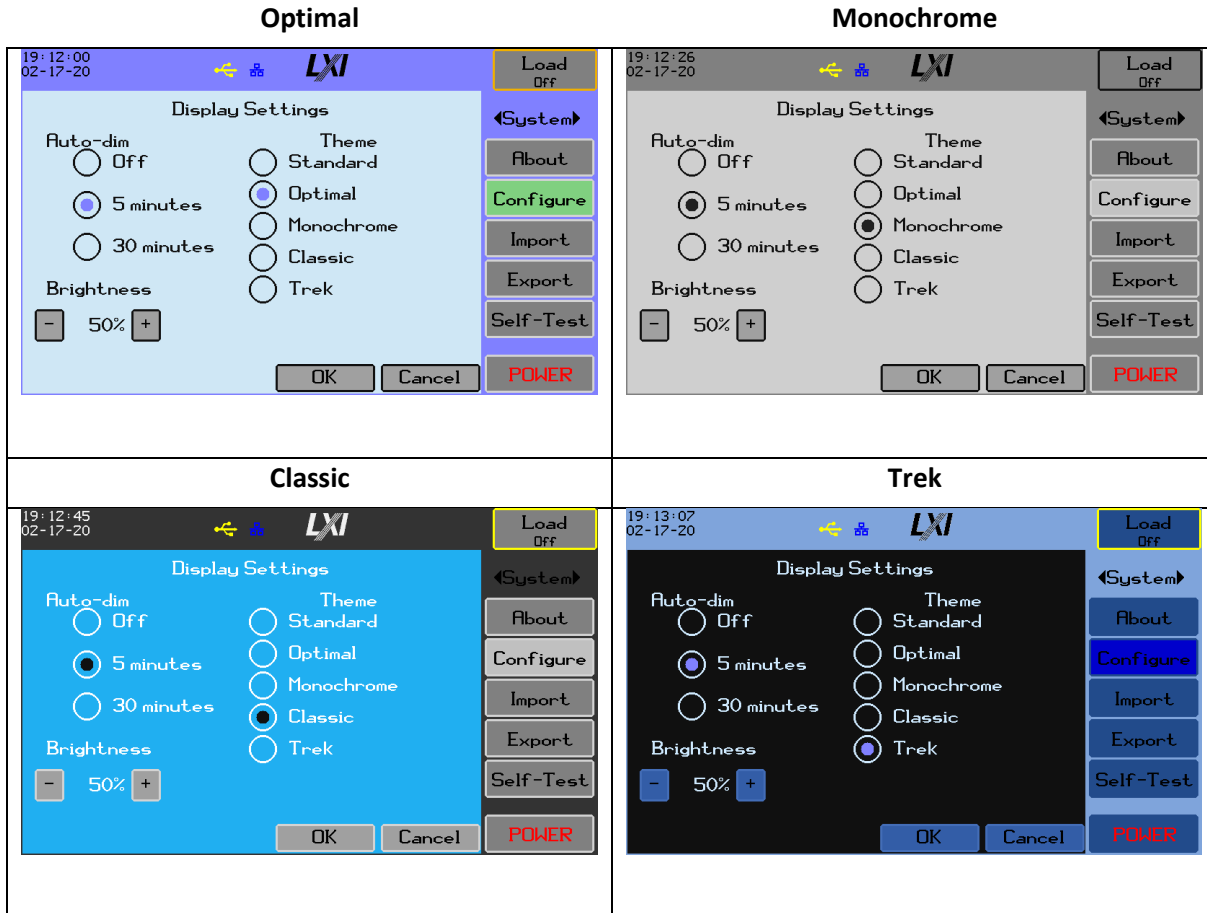 Optimal
19:12:00
02-17-20
LXI
Load
Off
Display Settings
◀System▶
Auto-dim
Theme
Off
Standard
About
5 minutes
Optimal
Configure
Monochrome
30 minutes
Classic
Import
Brightness
Trek
Export
- 50% +
Self-Test
OK
Cancel
POWER
Monochrome
19:12:26
02-17-20
LXI
Load
Off
Display Settings
◀System▶
Auto-dim
Theme
Off
Standard
About
5 minutes
Optimal
Configure
Monochrome
30 minutes
Classic
Import
Brightness
Trek
Export
- 50% +
Self-Test
OK
Cancel
POWER
Classic
19:12:45
02-17-20
LXI
Load
Off
Display Settings
◀System▶
Auto-dim
Theme
Off
Standard
About
5 minutes
Optimal
Configure
Monochrome
30 minutes
Classic
Import
Brightness
Trek
Export
- 50% +
Self-Test
OK
Cancel
POWER
Trek
19:13:07
02-17-20
LXI
Load
Off
Display Settings
◀System▶
Auto-dim
Theme
Off
Standard
About
5 minutes
Optimal
Configure
Monochrome
30 minutes
Classic
Import
Brightness
Trek
Export
- 50% +
Self-Test
OK
Cancel
POWER